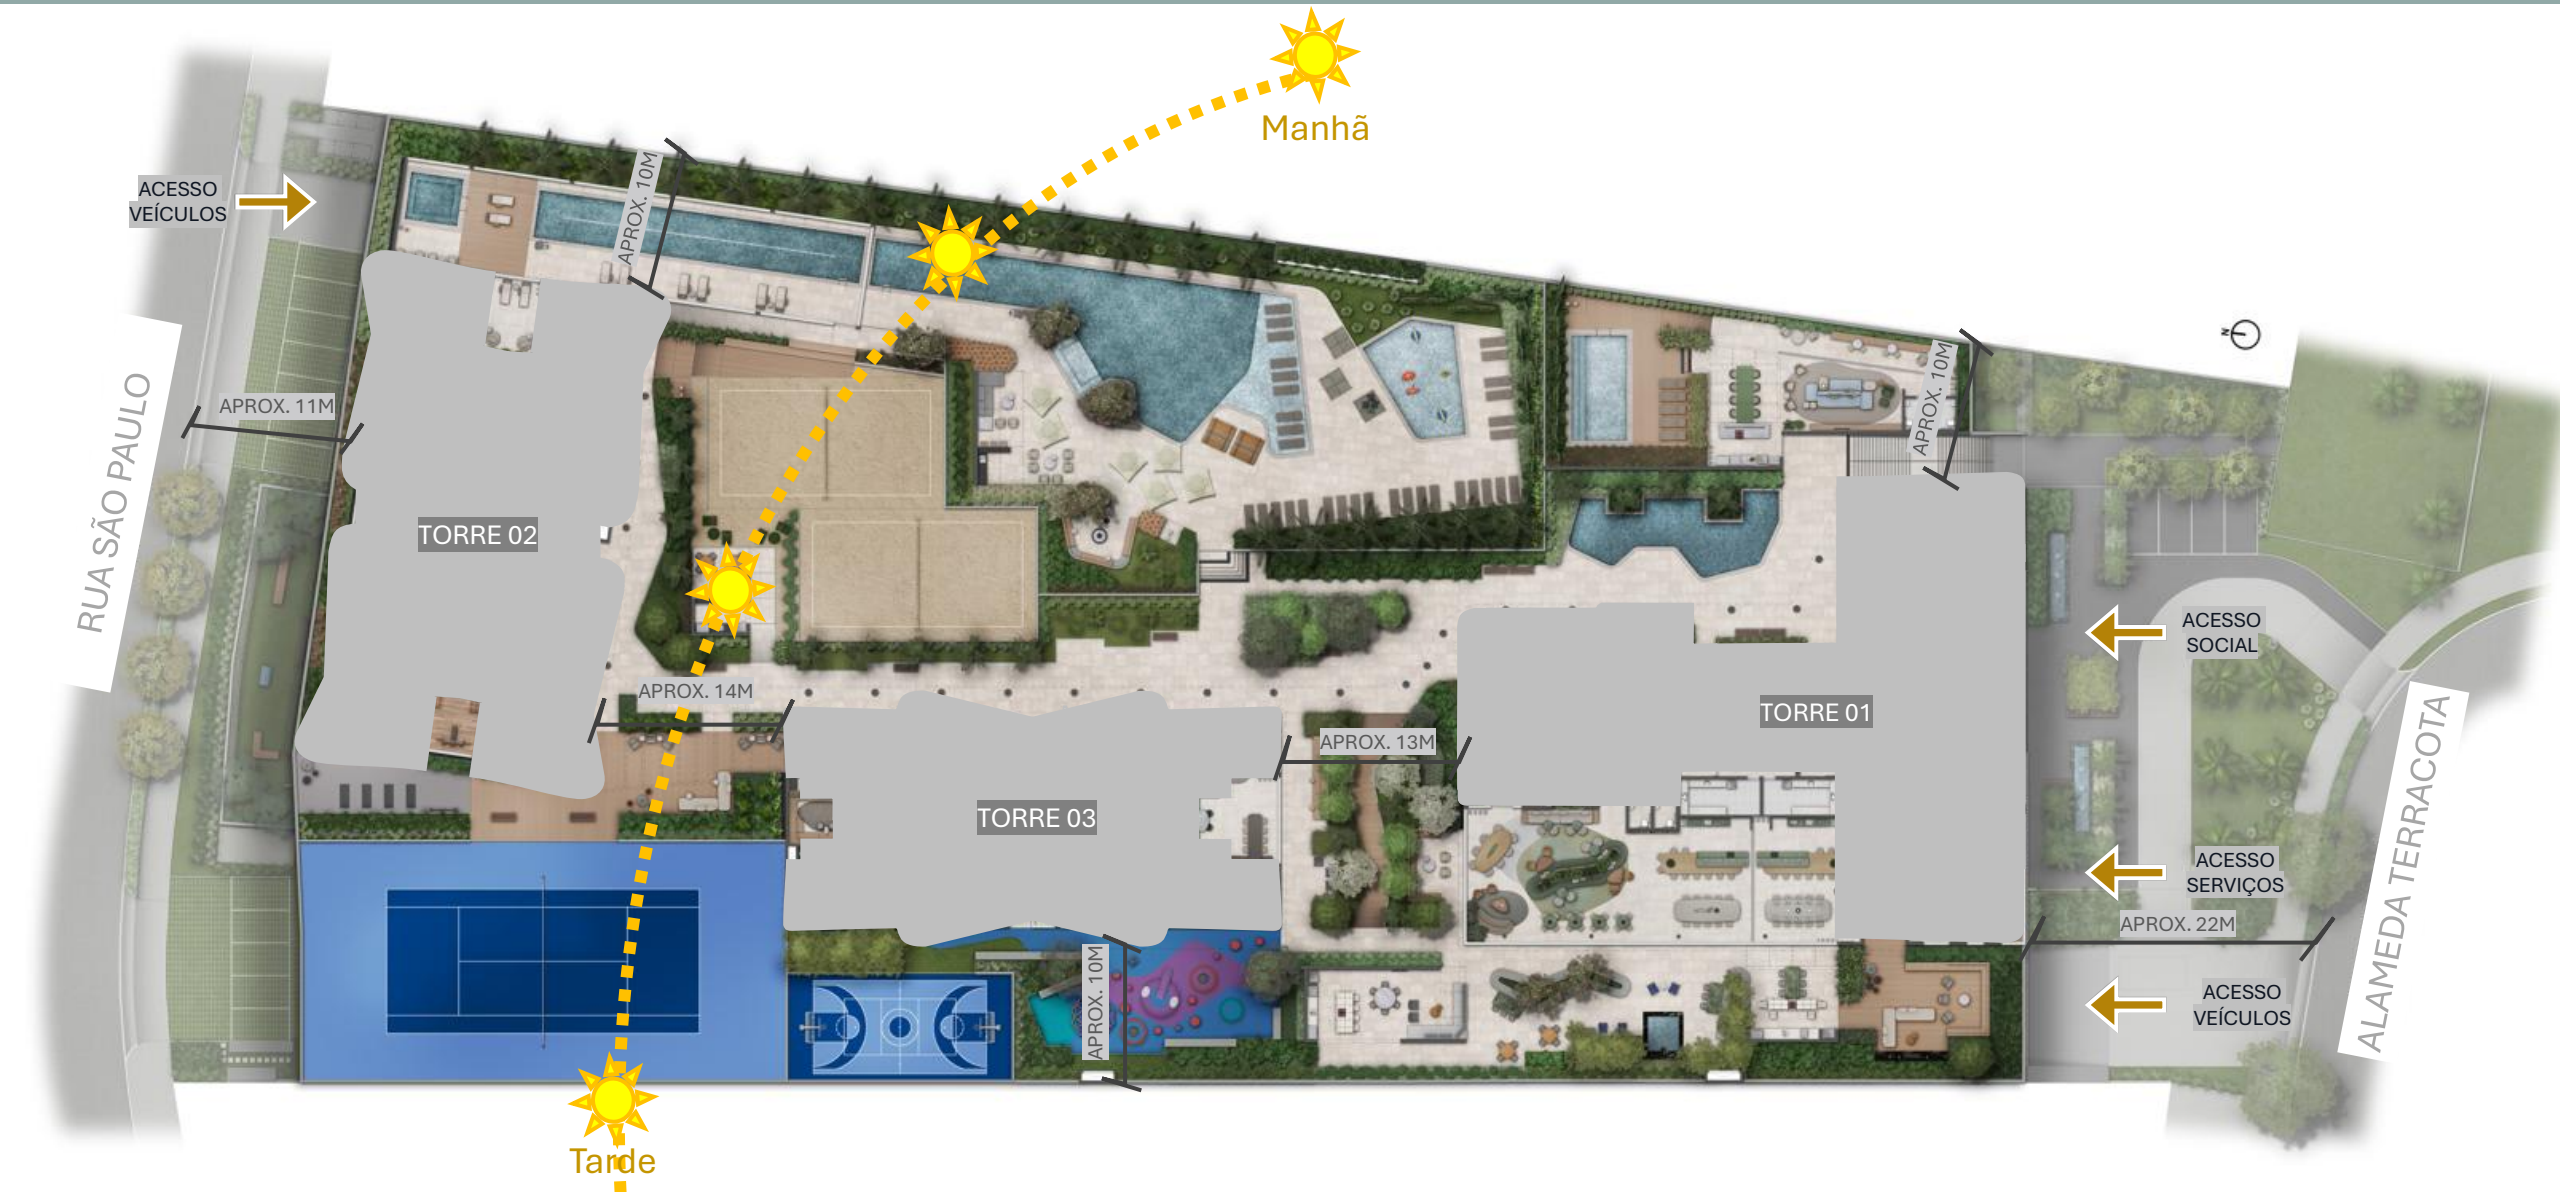 Manhã
ACESSO
VEÍCULOS
APROX. 10M
N
APROX. 10M
APROX. 11M
RUA SÃO PAULO
TORRE 02
ACESSO
SOCIAL
APROX. 14M
TORRE 01
APROX. 13M
TORRE 03
ACESSO
SERVIÇOS
APROX. 22M
ALAMEDA TERRACOTA
APROX. 10M
ACESSO
VEÍCULOS
Tarde